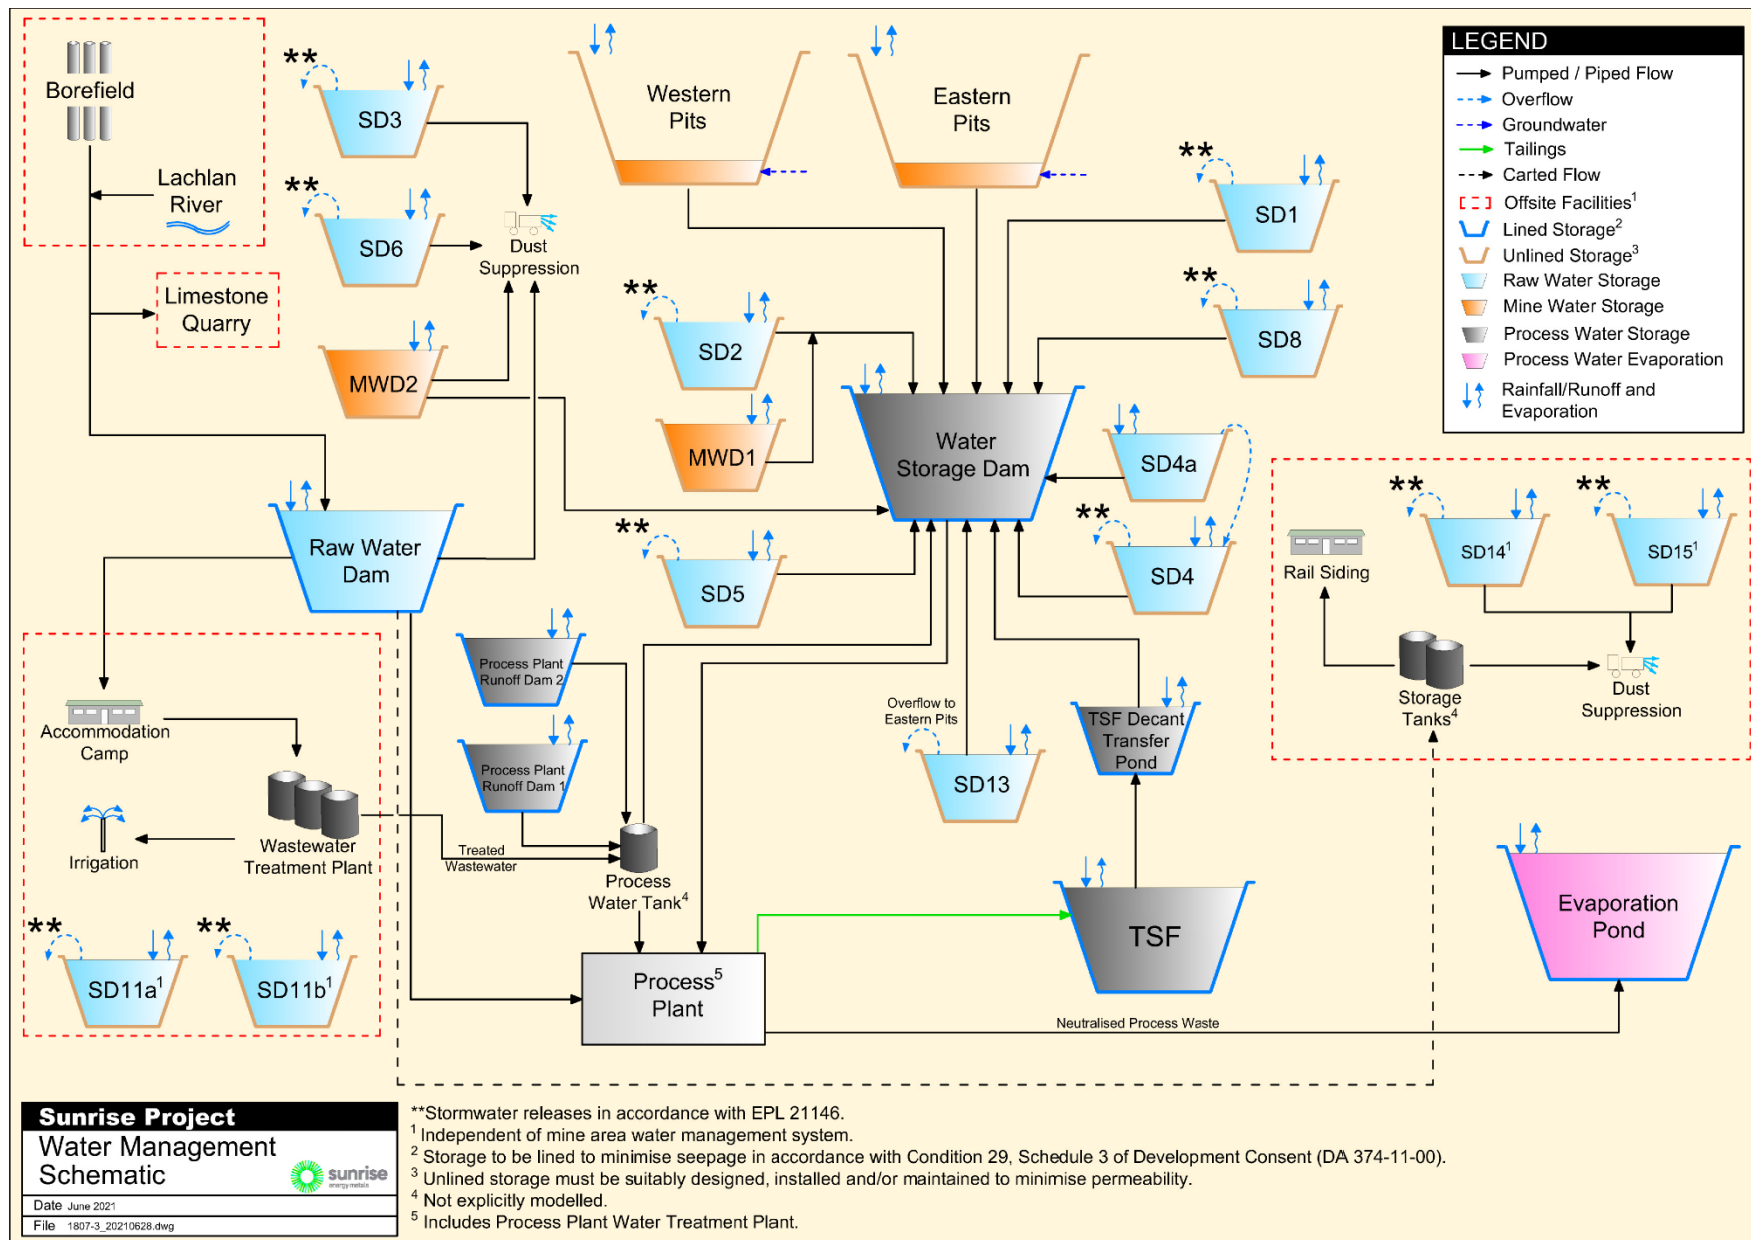 Borefield
Lachlan
River
Limestone
Quarry
**
SD3
**
SD6
Dust
Suppression
MWD2
Western
Pits
Eastern
Pits
**
SD1
**
SD8
**
SD2
MWD1
Water
Storage Dam
SD4a
**
SD4
**
SD5
Raw Water
Dam
LEGEND
Pumped / Piped Flow
Overflow
Groundwater
Tailings
Carted Flow
Offsite Facilities¹
Lined Storage²
Unlined Storage³
Raw Water Storage
Mine Water Storage
Process Water Storage
Process Water Evaporation
Rainfall/Runoff and
Evaporation
**
SD14¹
**
SD15¹
Rail Siding
Storage
Tanks⁴
Dust
Suppression
Accommodation
Camp
Irrigation
Wastewater
Treatment Plant
**
SD11a¹
**
SD11b¹
Process Plant
Runoff Dam 2
Process Plant
Runoff Dam 1
Treated
Wastewater
Process
Water Tank⁴
Overflow to
Eastern Pits
SD13
TSF Decant
Transfer
Pond
TSF
Evaporation
Pond
Process⁵
Plant
Neutralised Process Waste
Sunrise Project
Water Management
Schematic
sunrise
energy metals
Date June 2021
File 1807-3_20210628.dwg
**Stormwater releases in accordance with EPL 21146.
¹ Independent of mine area water management system.
² Storage to be lined to minimise seepage in accordance with Condition 29, Schedule 3 of Development Consent (DA 374-11-00).
³ Unlined storage must be suitably designed, installed and/or maintained to minimise permeability.
⁴ Not explicitly modelled.
⁵ Includes Process Plant Water Treatment Plant.